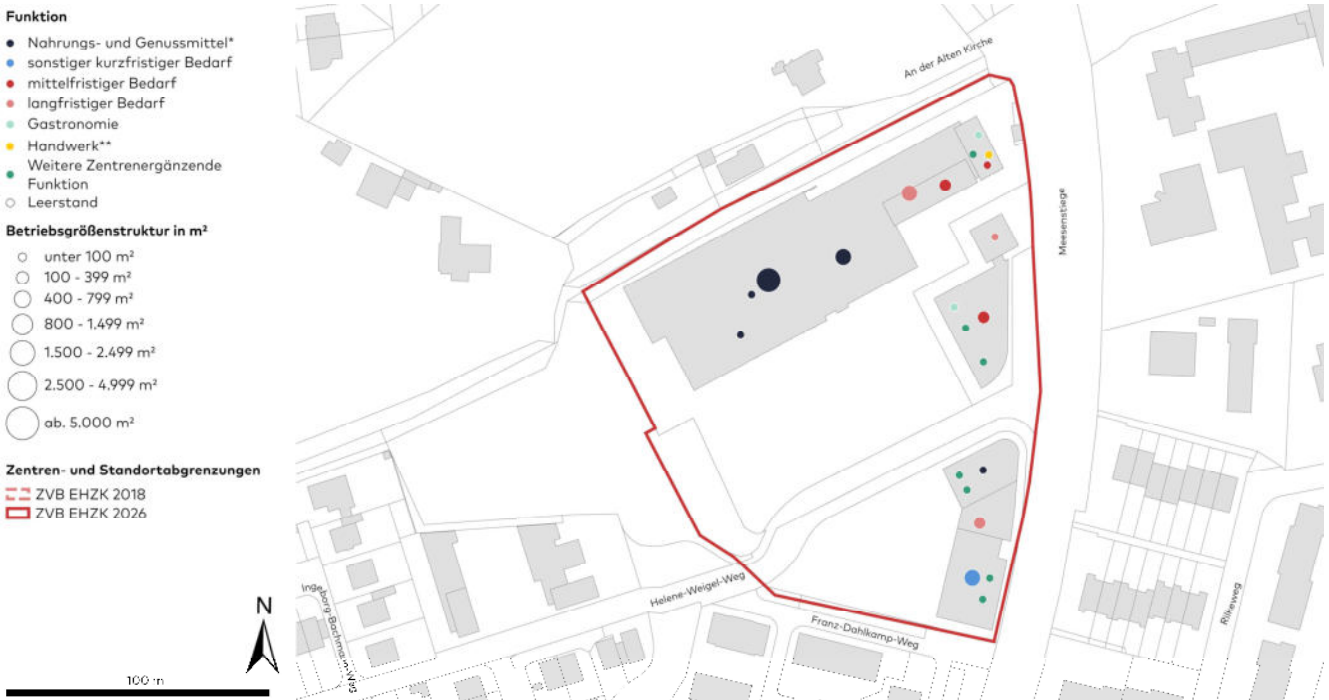 Funktion
Nahrungs- und Genussmittel*
sonstiger kurzfristiger Bedarf
mittelfristiger Bedarf
langfristiger Bedarf
Gastronomie
Handwerk**
Weitere Zentrenergänzende
Funktion
Leerstand
Betriebsgrößenstruktur in m²
unter 100 m²
100 - 399 m²
400 - 799 m²
800 - 1.499 m²
1.500 - 2.499 m²
2.500 - 4.999 m²
ab. 5.000 m²
Zentren- und Standortabgrenzungen
ZVB EHZK 2018
ZVB EHZK 2026
N
100 m
An der Alten Kirche
Meesenstiege
Helene-Weigel-Weg
Franz-Dahlkamp-Weg
Rilkeweg
Ingeborg-Bachmann-Weg